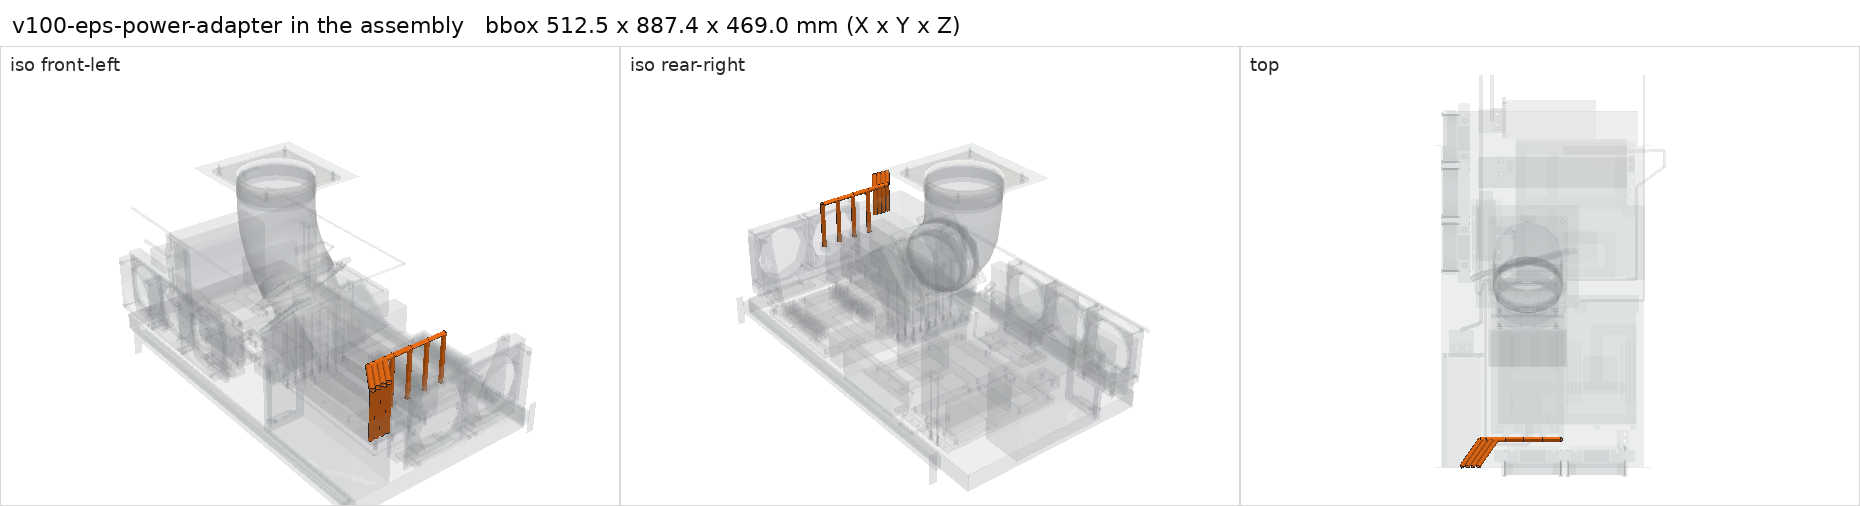 v100-eps-power-adapter in the assembly   bbox 512.5 x 887.4 x 469.0 mm (X x Y x Z)
iso front-left
iso rear-right
top